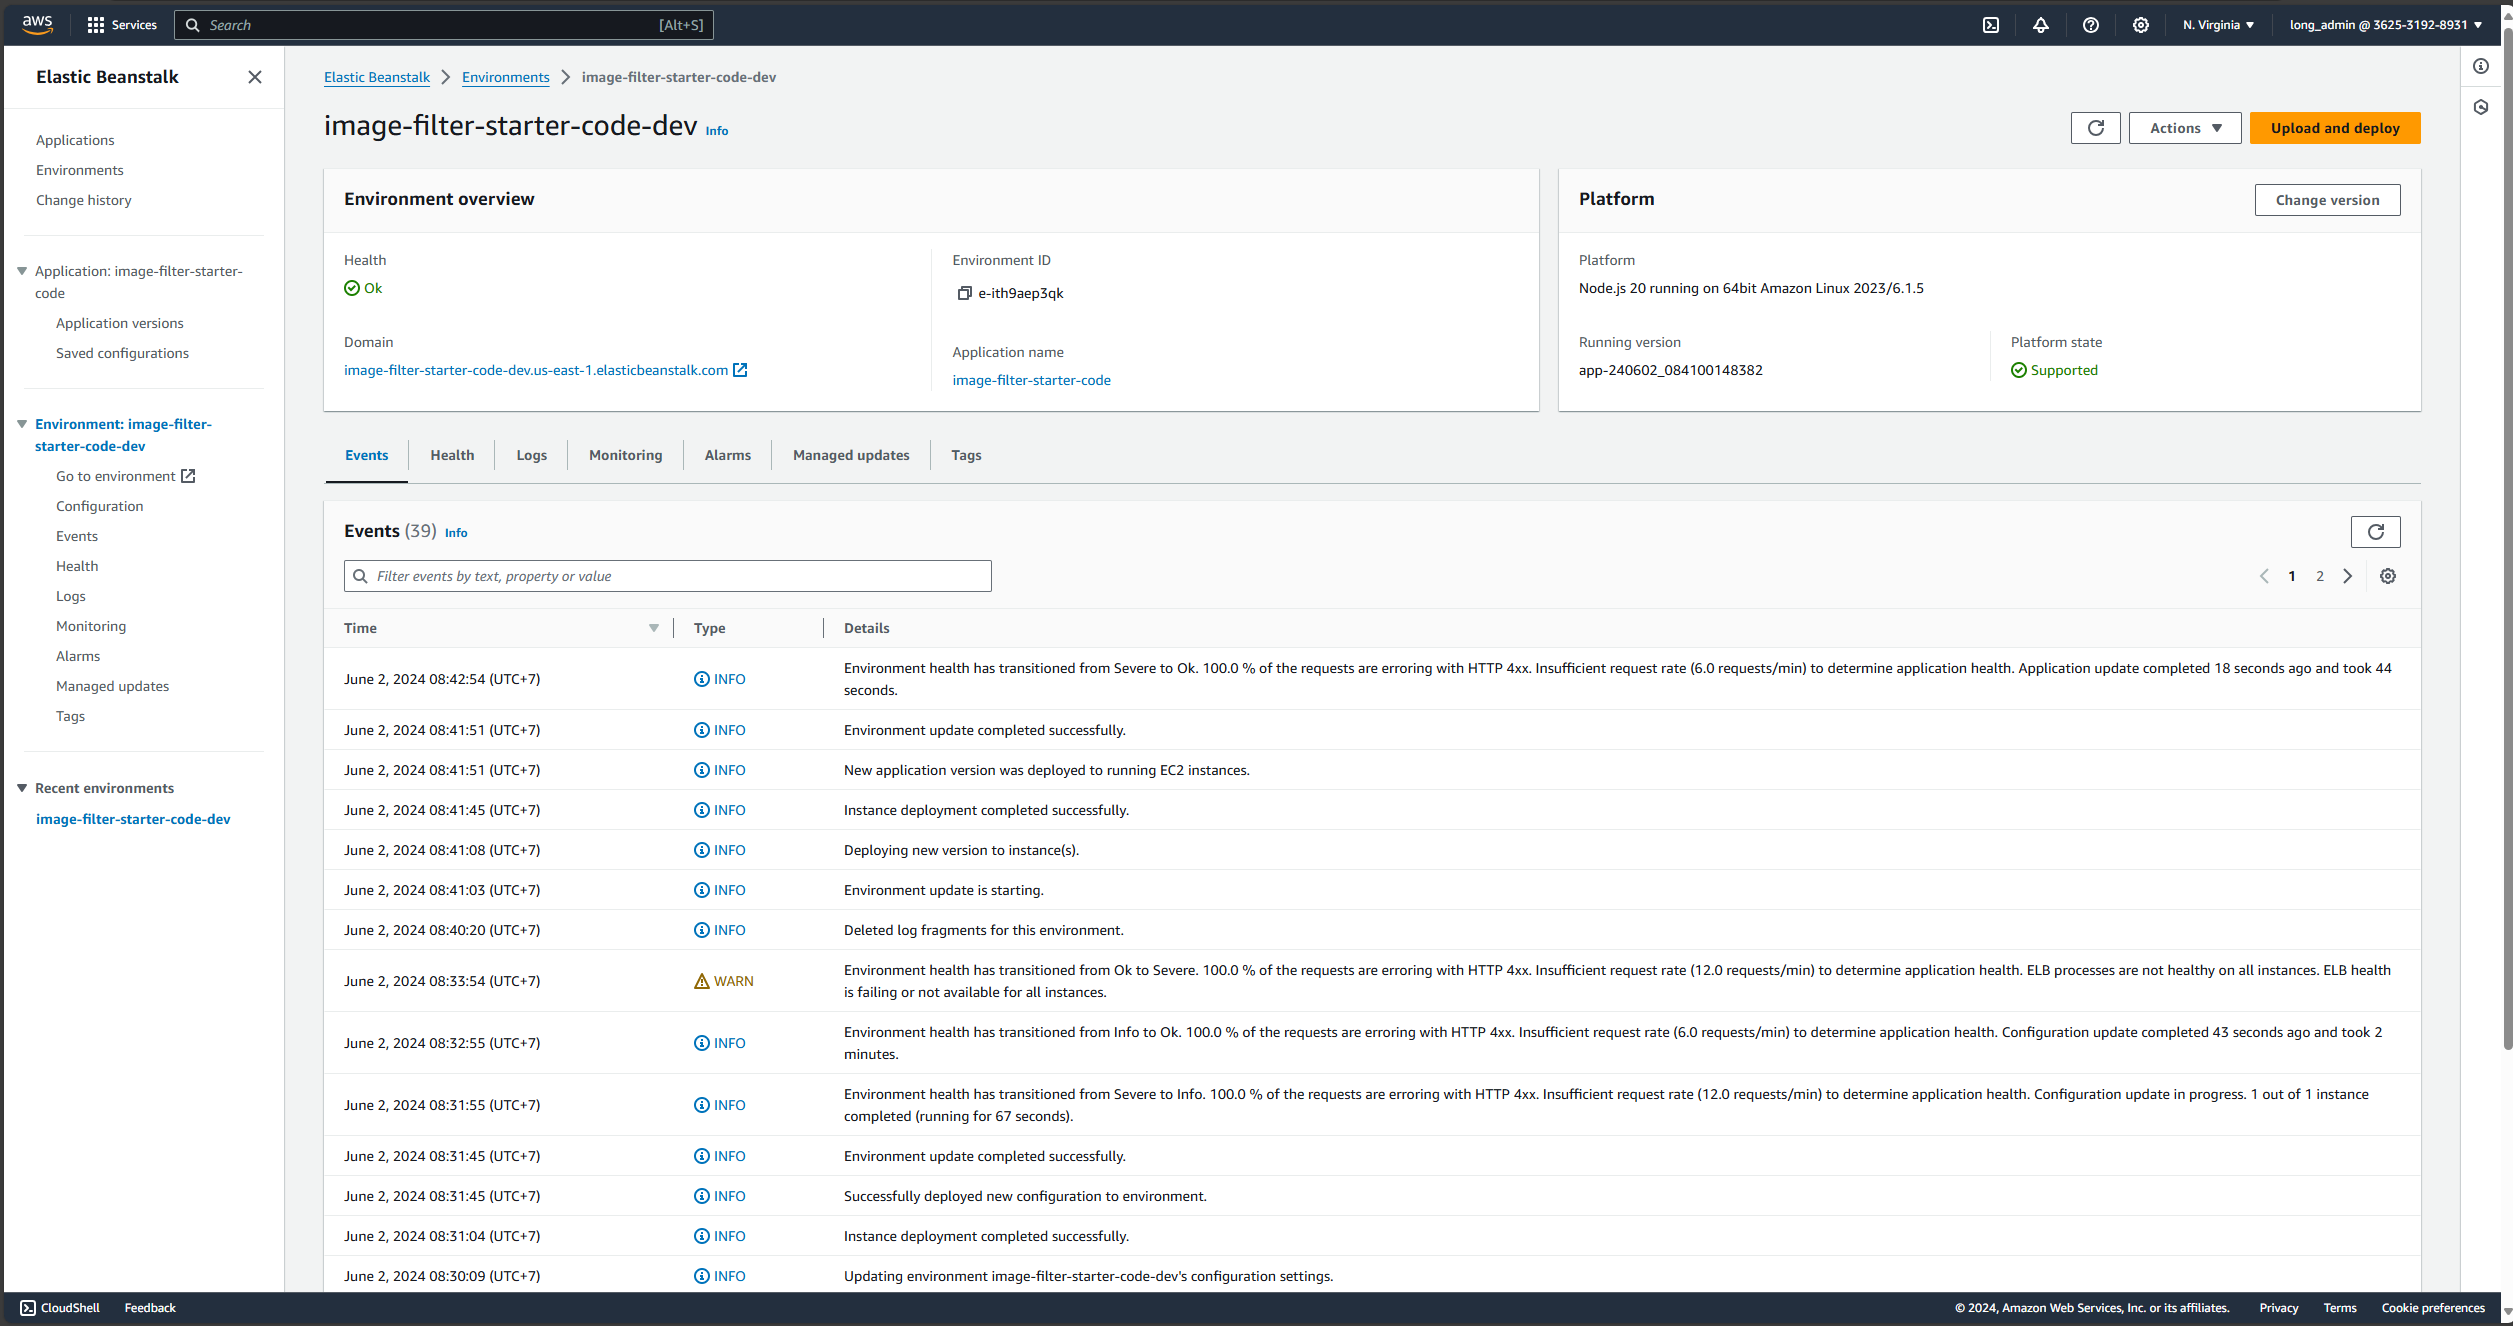 aws
Services
Search
[Alt+S]
N. Virginia
long_admin @ 3625-3192-8931
Elastic Beanstalk
Applications
Environments
Change history
Application: image-filter-starter-
code
Application versions
Saved configurations
Environment: image-filter-
starter-code-dev
Go to environment
Configuration
Events
Health
Logs
Monitoring
Alarms
Managed updates
Tags
Recent environments
image-filter-starter-code-dev
Elastic Beanstalk
Environments
image-filter-starter-code-dev
image-filter-starter-code-dev Info
Actions
Upload and deploy
Environment overview
Health
Ok
Domain
image-filter-starter-code-dev.us-east-1.elasticbeanstalk.com
Environment ID
e-ith9aep3qk
Application name
image-filter-starter-code
Platform
Change version
Platform
Node.js 20 running on 64bit Amazon Linux 2023/6.1.5
Running version
app-240602_084100148382
Platform state
Supported
Events
Health
Logs
Monitoring
Alarms
Managed updates
Tags
Events (39) Info
Filter events by text, property or value
1
2
Time
Type
Details
June 2, 2024 08:42:54 (UTC+7)
INFO
Environment health has transitioned from Severe to Ok. 100.0 % of the requests are erroring with HTTP 4xx. Insufficient request rate (6.0 requests/min) to determine application health. Application update completed 18 seconds ago and took 44
seconds.
June 2, 2024 08:41:51 (UTC+7)
INFO
Environment update completed successfully.
June 2, 2024 08:41:51 (UTC+7)
INFO
New application version was deployed to running EC2 instances.
June 2, 2024 08:41:45 (UTC+7)
INFO
Instance deployment completed successfully.
June 2, 2024 08:41:08 (UTC+7)
INFO
Deploying new version to instance(s).
June 2, 2024 08:41:03 (UTC+7)
INFO
Environment update is starting.
June 2, 2024 08:40:20 (UTC+7)
INFO
Deleted log fragments for this environment.
June 2, 2024 08:33:54 (UTC+7)
WARN
Environment health has transitioned from Ok to Severe. 100.0 % of the requests are erroring with HTTP 4xx. Insufficient request rate (12.0 requests/min) to determine application health. ELB processes are not healthy on all instances. ELB health
is failing or not available for all instances.
June 2, 2024 08:32:55 (UTC+7)
INFO
Environment health has transitioned from Info to Ok. 100.0 % of the requests are erroring with HTTP 4xx. Insufficient request rate (6.0 requests/min) to determine application health. Configuration update completed 43 seconds ago and took 2
minutes.
June 2, 2024 08:31:55 (UTC+7)
INFO
Environment health has transitioned from Severe to Info. 100.0 % of the requests are erroring with HTTP 4xx. Insufficient request rate (12.0 requests/min) to determine application health. Configuration update in progress. 1 out of 1 instance
completed (running for 67 seconds).
June 2, 2024 08:31:45 (UTC+7)
INFO
Environment update completed successfully.
June 2, 2024 08:31:45 (UTC+7)
INFO
Successfully deployed new configuration to environment.
June 2, 2024 08:31:04 (UTC+7)
INFO
Instance deployment completed successfully.
June 2, 2024 08:30:09 (UTC+7)
INFO
Updating environment image-filter-starter-code-dev's configuration settings.
CloudShell
Feedback
© 2024, Amazon Web Services, Inc. or its affiliates.
Privacy
Terms
Cookie preferences